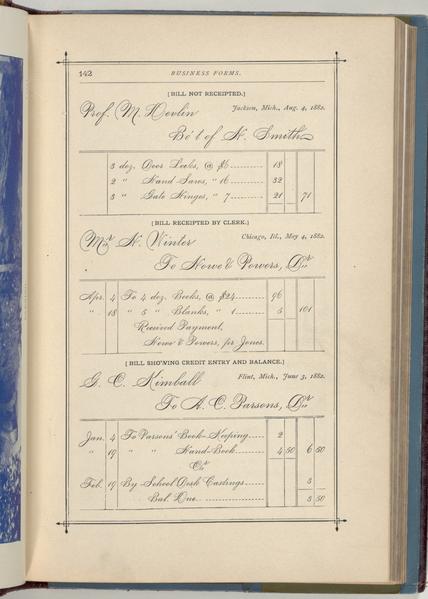 142 BUSINESS FORMS.
[BILL NOT RECEIPTED.]
Prof. M. Hevlin Jackson, Mich., Aug. 4, 1882.
Bo't of N. Smith
3 doz. Door Locks, @ $6 18
2 " Hand-Saws, " 16 32
3 " Gate Hinges, " 7 21 71
[BILL RECEIPTED BY CLERK.]
Mr. N. Winter Chicago, Ill., May 4, 1882.
To Howe & Powers, Dr.
Apr. 4 To 4 doz. Books, @ $24 96
" 18 " 5 " Blanks, " 1 5 101
Received Payment,
Howe & Powers, pr Jones.
[BILL SHOWING CREDIT ENTRY AND BALANCE.]
G. C. Kimball Flint, Mich., June 3, 1882.
To A. C. Parsons, Dr.
Jan. 4 To Parsons' Book-Keeping 2
" 19 " " Hand-Book 4 50 6 50
Cr.
Feb. 19 By School Desk Castings 3
Bal. Due 3 50